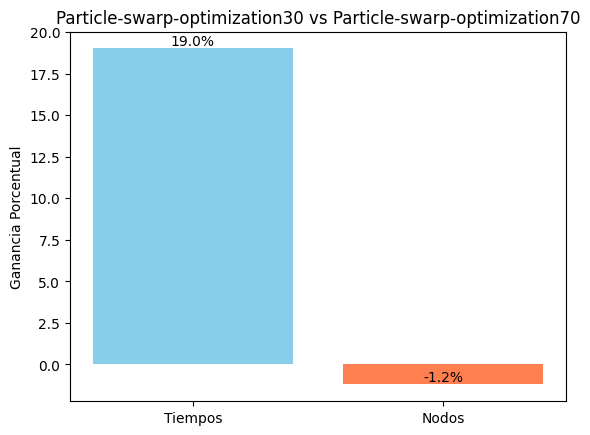 Particle-swarp-optimization30 vs Particle-swarp-optimization70
Ganancia Porcentual
20.0
17.5
15.0
12.5
10.0
7.5
5.0
2.5
0.0
19.0%
-1.2%
Tiempos
Nodos